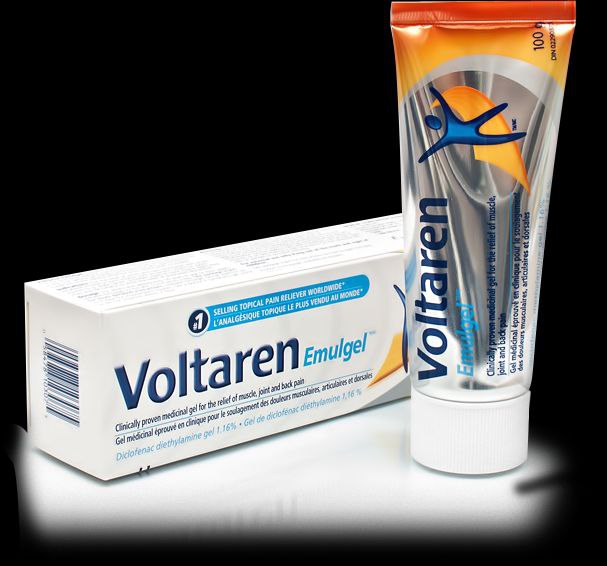 #1 SELLING TOPICAL PAIN RELIEVER WORLDWIDE*
L'ANALGÉSIQUE TOPIQUE LE PLUS VENDU AU MONDE*
Voltaren Emulgel™
Clinically proven medicinal gel for the relief of muscle, joint and back pain
Gel médicinal éprouvé en clinique pour le soulagement des douleurs musculaires, articulaires et dorsales
Diclofenac diethylamine gel 1.16% • Gel de diclofénac diéthylamine 1,16 %
100 g
Voltaren
Emulgel™
Clinically proven medicinal gel for the relief of muscle,
joint and back pain
Gel médicinal éprouvé en clinique pour le soulagement
des douleurs musculaires, articulaires et dorsales